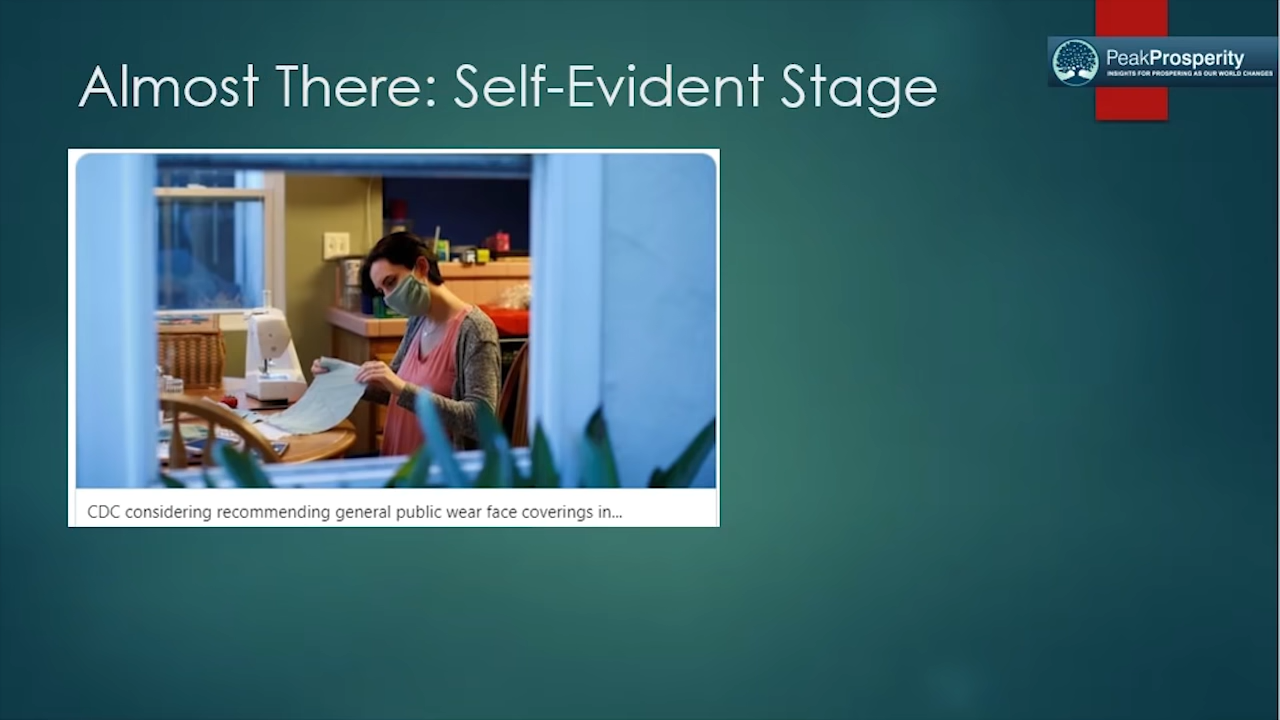 Almost There: Self-Evident Stage
PeakProsperity
INSIGHTS FOR PROSPERING AS OUR WORLD CHANGES
CDC considering recommending general public wear face coverings in...